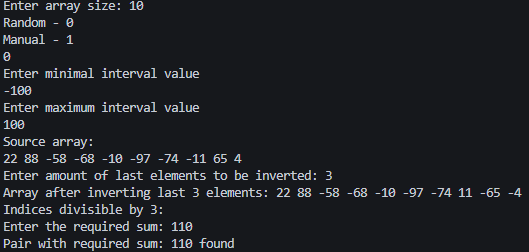 Enter array size: 10
Random - 0
Manual - 1
0
Enter minimal interval value
-100
Enter maximum interval value
100
Source array:
22 88 -58 -68 -10 -97 -74 -11 65 4
Enter amount of last elements to be inverted: 3
Array after inverting last 3 elements: 22 88 -58 -68 -10 -97 -74 11 -65 -4
Indices divisible by 3:
Enter the required sum: 110
Pair with required sum: 110 found